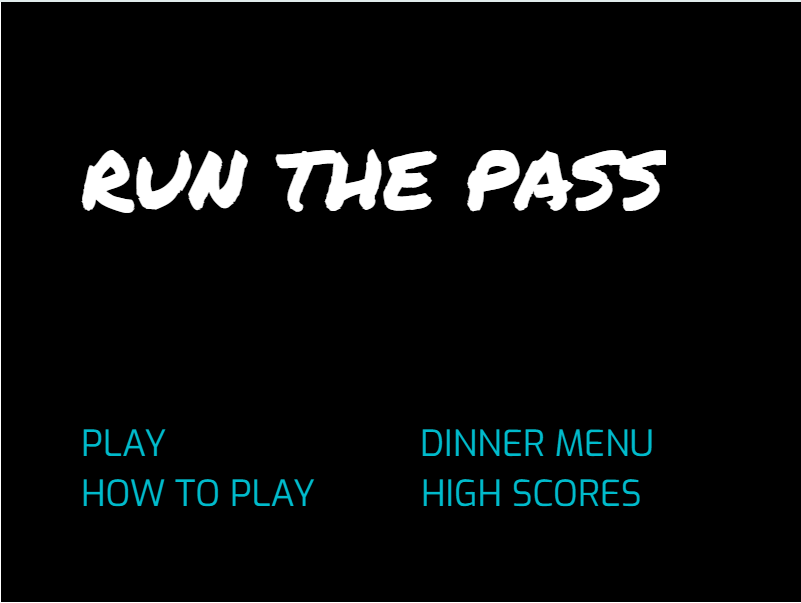 RUN THE PASS
PLAY
HOW TO PLAY
DINNER MENU
HIGH SCORES